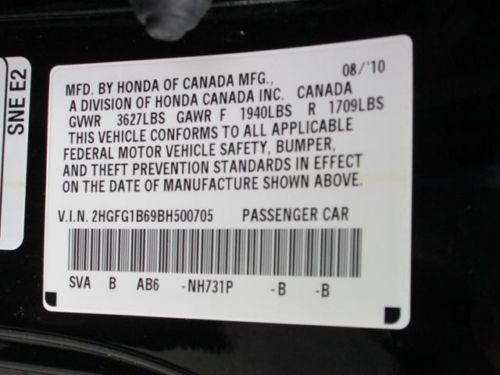 SNE E2
MFD. BY HONDA OF CANADA MFG., 08/'10
A DIVISION OF HONDA CANADA INC. CANADA
GVWR 3627LBS GAWR F 1940LBS R 1709LBS
THIS VEHICLE CONFORMS TO ALL APPLICABLE
FEDERAL MOTOR VEHICLE SAFETY, BUMPER,
AND THEFT PREVENTION STANDARDS IN EFFECT
ON THE DATE OF MANUFACTURE SHOWN ABOVE.
V.I.N. 2HGFG1B69BH500705 PASSENGER CAR
SVA B AB6 -NH731P -B -B